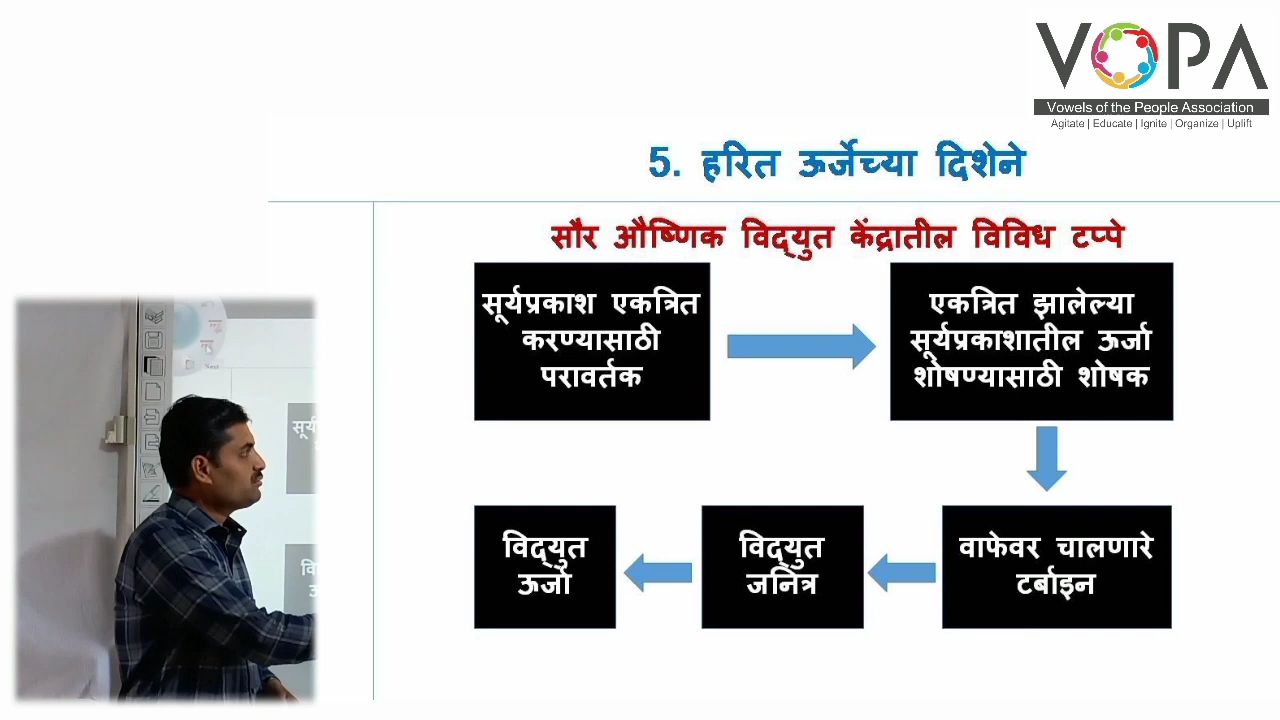 VOPA
Vowels of the People Association
Agitate | Educate | Ignite | Organize | Uplift
5. हरित ऊर्जेच्या दिशेने
सौर औष्णिक विद्युत केंद्रातील विविध टप्पे
सूर्यप्रकाश एकत्रित
करण्यासाठी
परावर्तक
एकत्रित झालेल्या
सूर्यप्रकाशातील ऊर्जा
शोषण्यासाठी शोषक
वाफेवर चालणारे
टर्बाइन
विद्युत
जनित्र
विद्युत
ऊर्जा